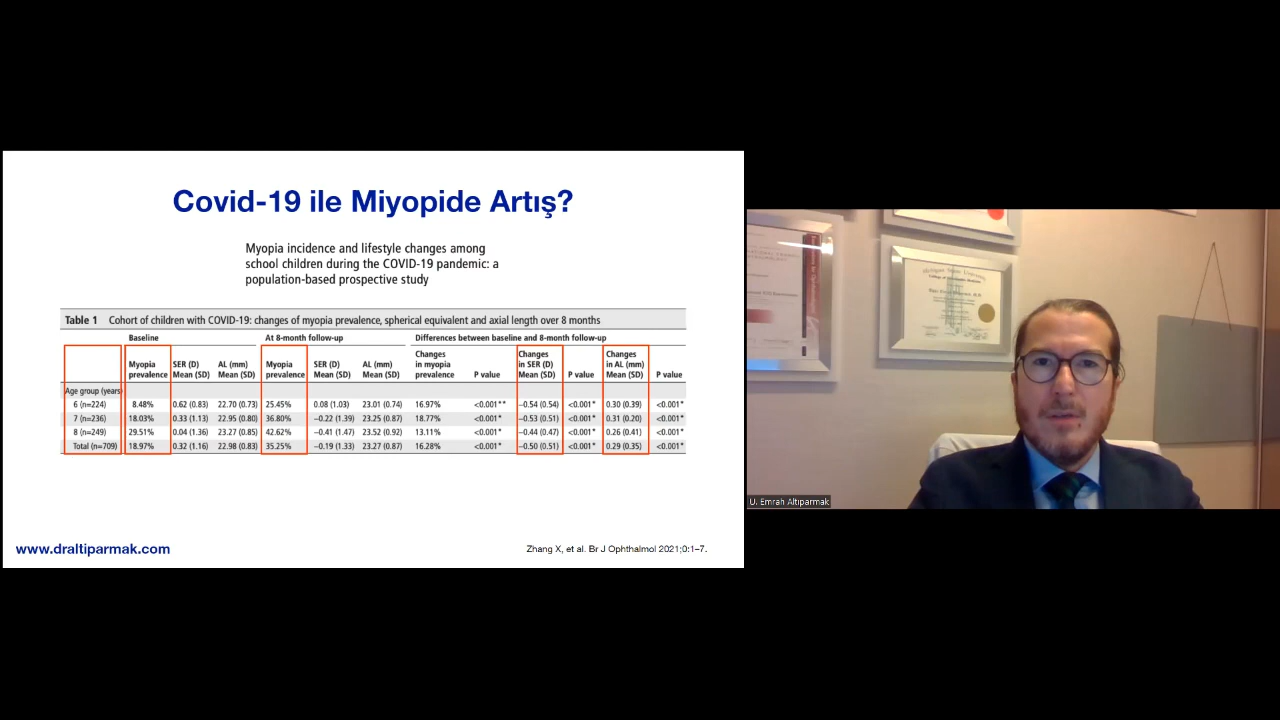 Covid-19 ile Miyopide Artış?
Myopia incidence and lifestyle changes among
school children during the COVID-19 pandemic: a
population-based prospective study
Table 1 Cohort of children with COVID-19: changes of myopia prevalence, spherical equivalent and axial length over 8 months
Baseline At 8-month follow-up Differences between baseline and 8-month follow-up
Myopia prevalence SER (D) Mean (SD) AL (mm) Mean (SD) Myopia prevalence SER (D) Mean (SD) AL (mm) Mean (SD) Changes in myopia prevalence P value Changes in SER (D) Mean (SD) P value Changes in AL (mm) Mean (SD) P value
Age group (years)
6 (n=224) 8.48% 0.62 (0.83) 22.70 (0.73) 25.45% 0.08 (1.03) 23.01 (0.74) 16.97% <0.001** −0.54 (0.54) <0.001* 0.30 (0.39) <0.001*
7 (n=236) 18.03% 0.33 (1.13) 22.95 (0.80) 36.80% −0.22 (1.39) 23.25 (0.87) 18.77% <0.001* −0.53 (0.51) <0.001* 0.31 (0.20) <0.001*
8 (n=249) 29.51% 0.04 (1.36) 23.27 (0.85) 42.62% −0.41 (1.47) 23.52 (0.92) 13.11% <0.001* −0.44 (0.47) <0.001* 0.26 (0.41) <0.001*
Total (n=709) 18.97% 0.32 (1.16) 22.98 (0.83) 35.25% −0.19 (1.33) 23.27 (0.87) 16.28% <0.001* −0.50 (0.51) <0.001* 0.29 (0.35) <0.001*
www.draltiparmak.com
Zhang X, et al. Br J Ophthalmol 2021;0:1–7.
Michigan State University
U. Emrah Altıparmak